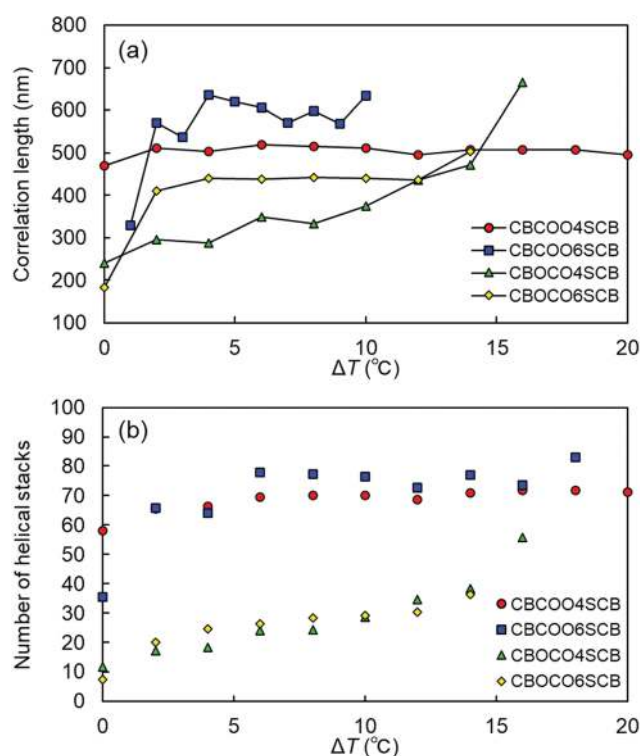 (a)
Correlation length (nm)
800
700
600
500
400
300
200
100
0
5
10
15
20
ΔT (°C)
CBCOO4SCB
CBCOO6SCB
CBOCO4SCB
CBOCO6SCB
(b)
Number of helical stacks
100
90
80
70
60
50
40
30
20
10
0
0
5
10
15
20
ΔT (°C)
CBCOO4SCB
CBCOO6SCB
CBOCO4SCB
CBOCO6SCB